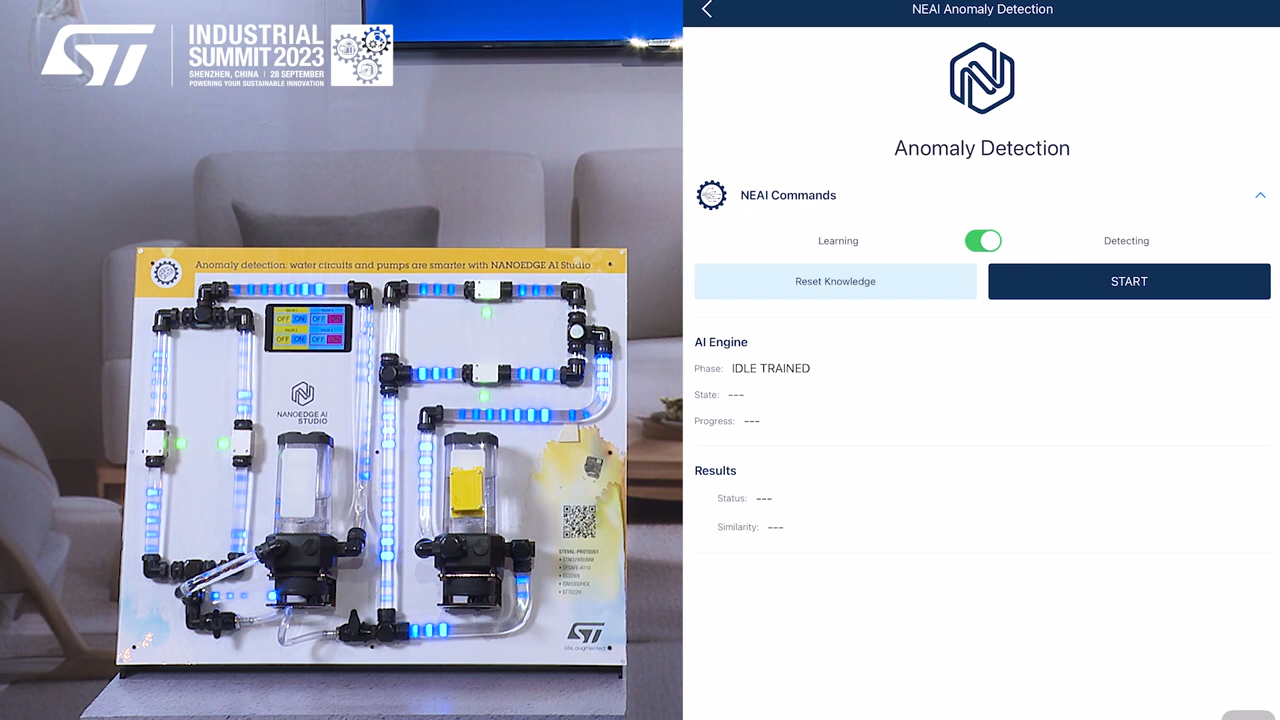 ST
INDUSTRIAL
SUMMIT 2023
SHENZHEN, CHINA | 28 SEPTEMBER
POWERING YOUR SUSTAINABLE INNOVATION
Anomaly detection: water circuits and pumps are smarter with NANOEDGE AI Studio
OFF ON OFF ON
OFF ON OFF ON
NANOEDGE AI
STUDIO
STEVAL-PROTEUS1
ST
life.augmented
NEAI Anomaly Detection
Anomaly Detection
NEAI Commands
Learning
Detecting
Reset Knowledge
START
AI Engine
Phase: IDLE TRAINED
State: ---
Progress: ---
Results
Status: ---
Similarity: ---